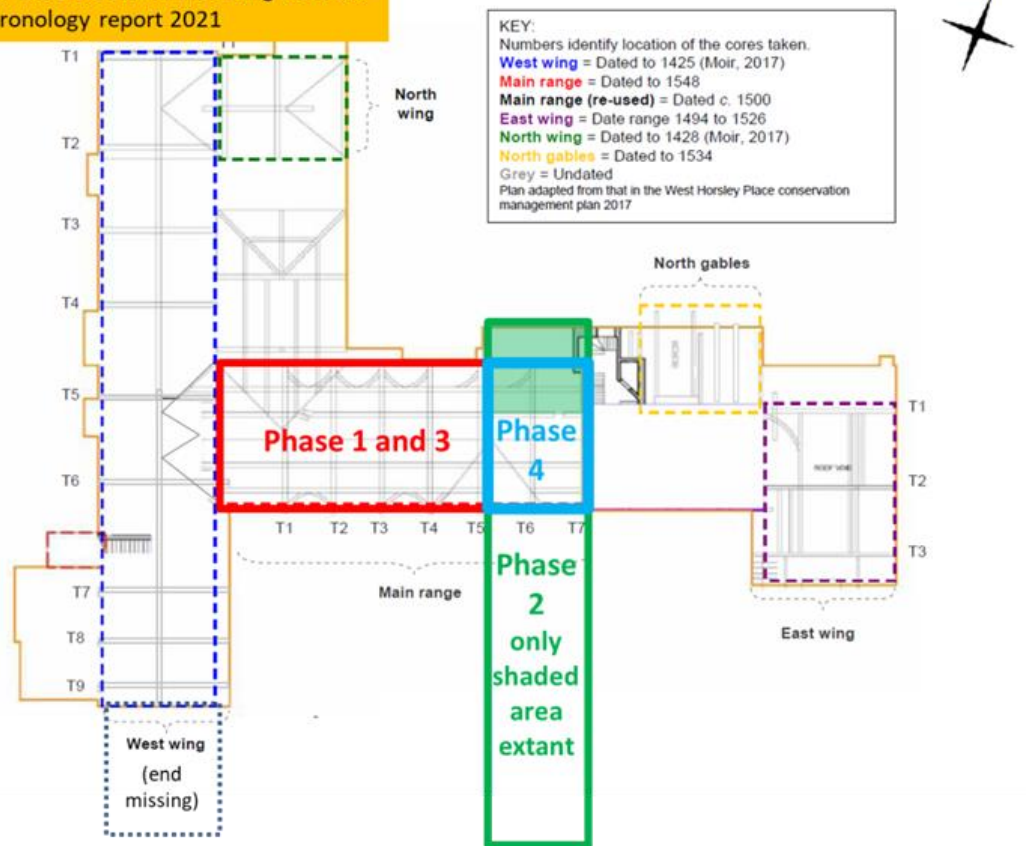 ronology report 2021
KEY:
Numbers identify location of the cores taken.
West wing = Dated to 1425 (Moir, 2017)
Main range = Dated to 1548
Main range (re-used) = Dated c. 1500
East wing = Date range 1494 to 1526
North wing = Dated to 1428 (Moir, 2017)
North gables = Dated to 1534
Grey = Undated
Plan adapted from that in the West Horsley Place conservation
management plan 2017
T1
T2
T3
T4
T5
T6
T7
T8
T9
North
wing
North gables
Phase 1 and 3
Phase
4
T1
T2
T3
T4
T5
T6
T7
Main range
Phase
2
only
shaded
area
extant
ROOF VOID
T1
T2
T3
East wing
West wing
(end
missing)